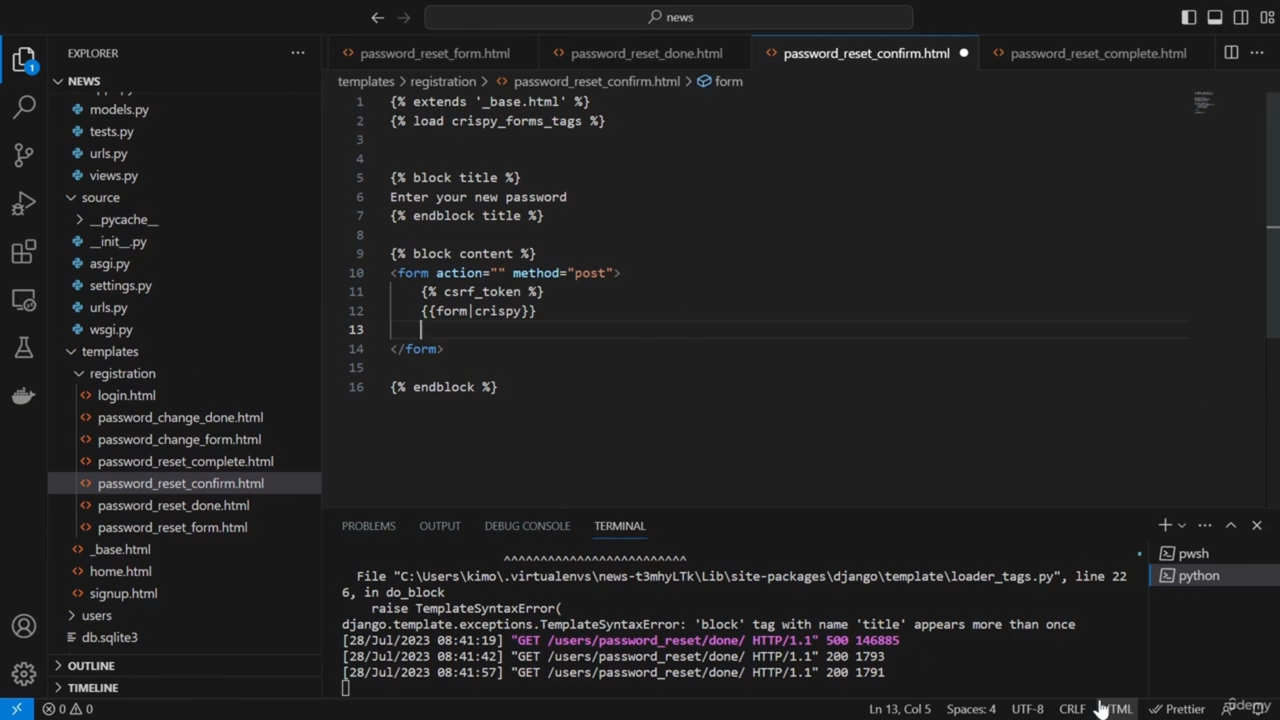 news
EXPLORER
password_reset_form.html
password_reset_done.html
password_reset_confirm.html
password_reset_complete.html
NEWS
templates > registration > password_reset_confirm.html > form
models.py
tests.py
urls.py
views.py
source
__pycache__
__init__.py
asgi.py
settings.py
urls.py
wsgi.py
templates
registration
login.html
password_change_done.html
password_change_form.html
password_reset_complete.html
password_reset_confirm.html
password_reset_done.html
password_reset_form.html
_base.html
home.html
signup.html
users
db.sqlite3
OUTLINE
TIMELINE
1 {% extends '_base.html' %}
2 {% load crispy_forms_tags %}
3
4
5 {% block title %}
6 Enter your new password
7 {% endblock title %}
8
9 {% block content %}
10 <form action="" method="post">
11 {% csrf_token %}
12 {{form|crispy}}
13
14 </form>
15
16 {% endblock %}
PROBLEMS OUTPUT DEBUG CONSOLE TERMINAL
^^^^^^^^^^^^^^^^^^^^^^^^^
File "C:\Users\kimo\.virtualenvs\news-t3mhyLTk\Lib\site-packages\django\template\loader_tags.py", line 22
6, in do_block
raise TemplateSyntaxError(
django.template.exceptions.TemplateSyntaxError: 'block' tag with name 'title' appears more than once
[28/Jul/2023 08:41:19] "GET /users/password_reset/done/ HTTP/1.1" 500 146885
[28/Jul/2023 08:41:42] "GET /users/password_reset/done/ HTTP/1.1" 200 1793
[28/Jul/2023 08:41:57] "GET /users/password_reset/done/ HTTP/1.1" 200 1791
pwsh
python
1
0 0 Ln 13, Col 5 Spaces: 4 UTF-8 CRLF HTML Prettier
Udemy